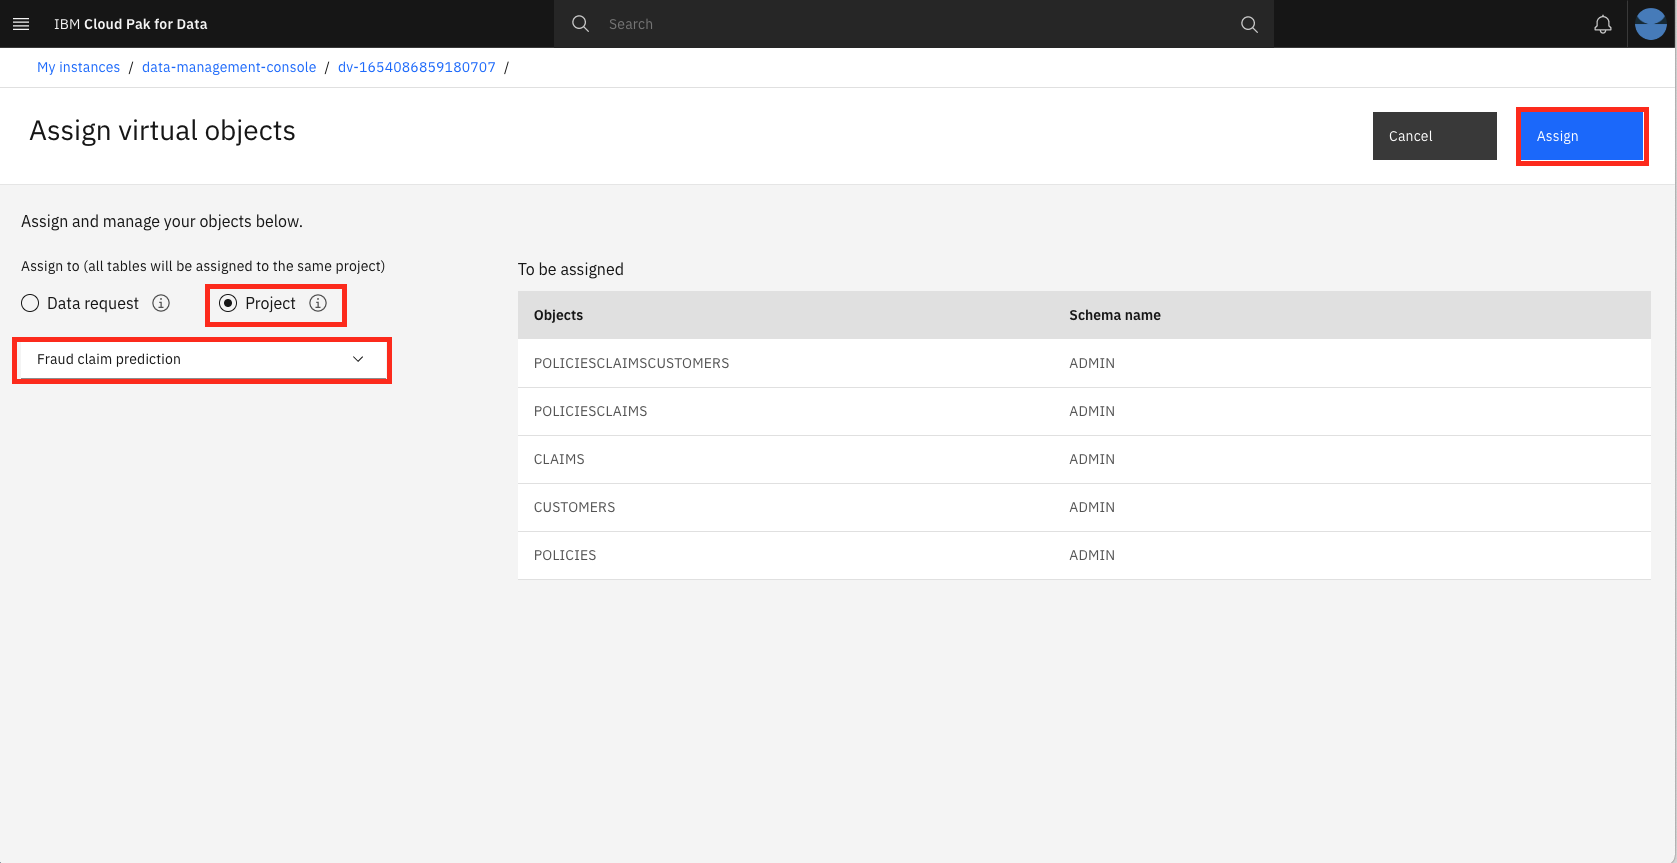 IBM Cloud Pak for Data
Search
My instances / data-management-console / dv-1654086859180707 /
Assign virtual objects
Cancel
Assign
Assign and manage your objects below.
Assign to (all tables will be assigned to the same project)
Data request
Project
Fraud claim prediction
To be assigned
Objects Schema name
POLICIESCLAIMSCUSTOMERS ADMIN
POLICIESCLAIMS ADMIN
CLAIMS ADMIN
CUSTOMERS ADMIN
POLICIES ADMIN